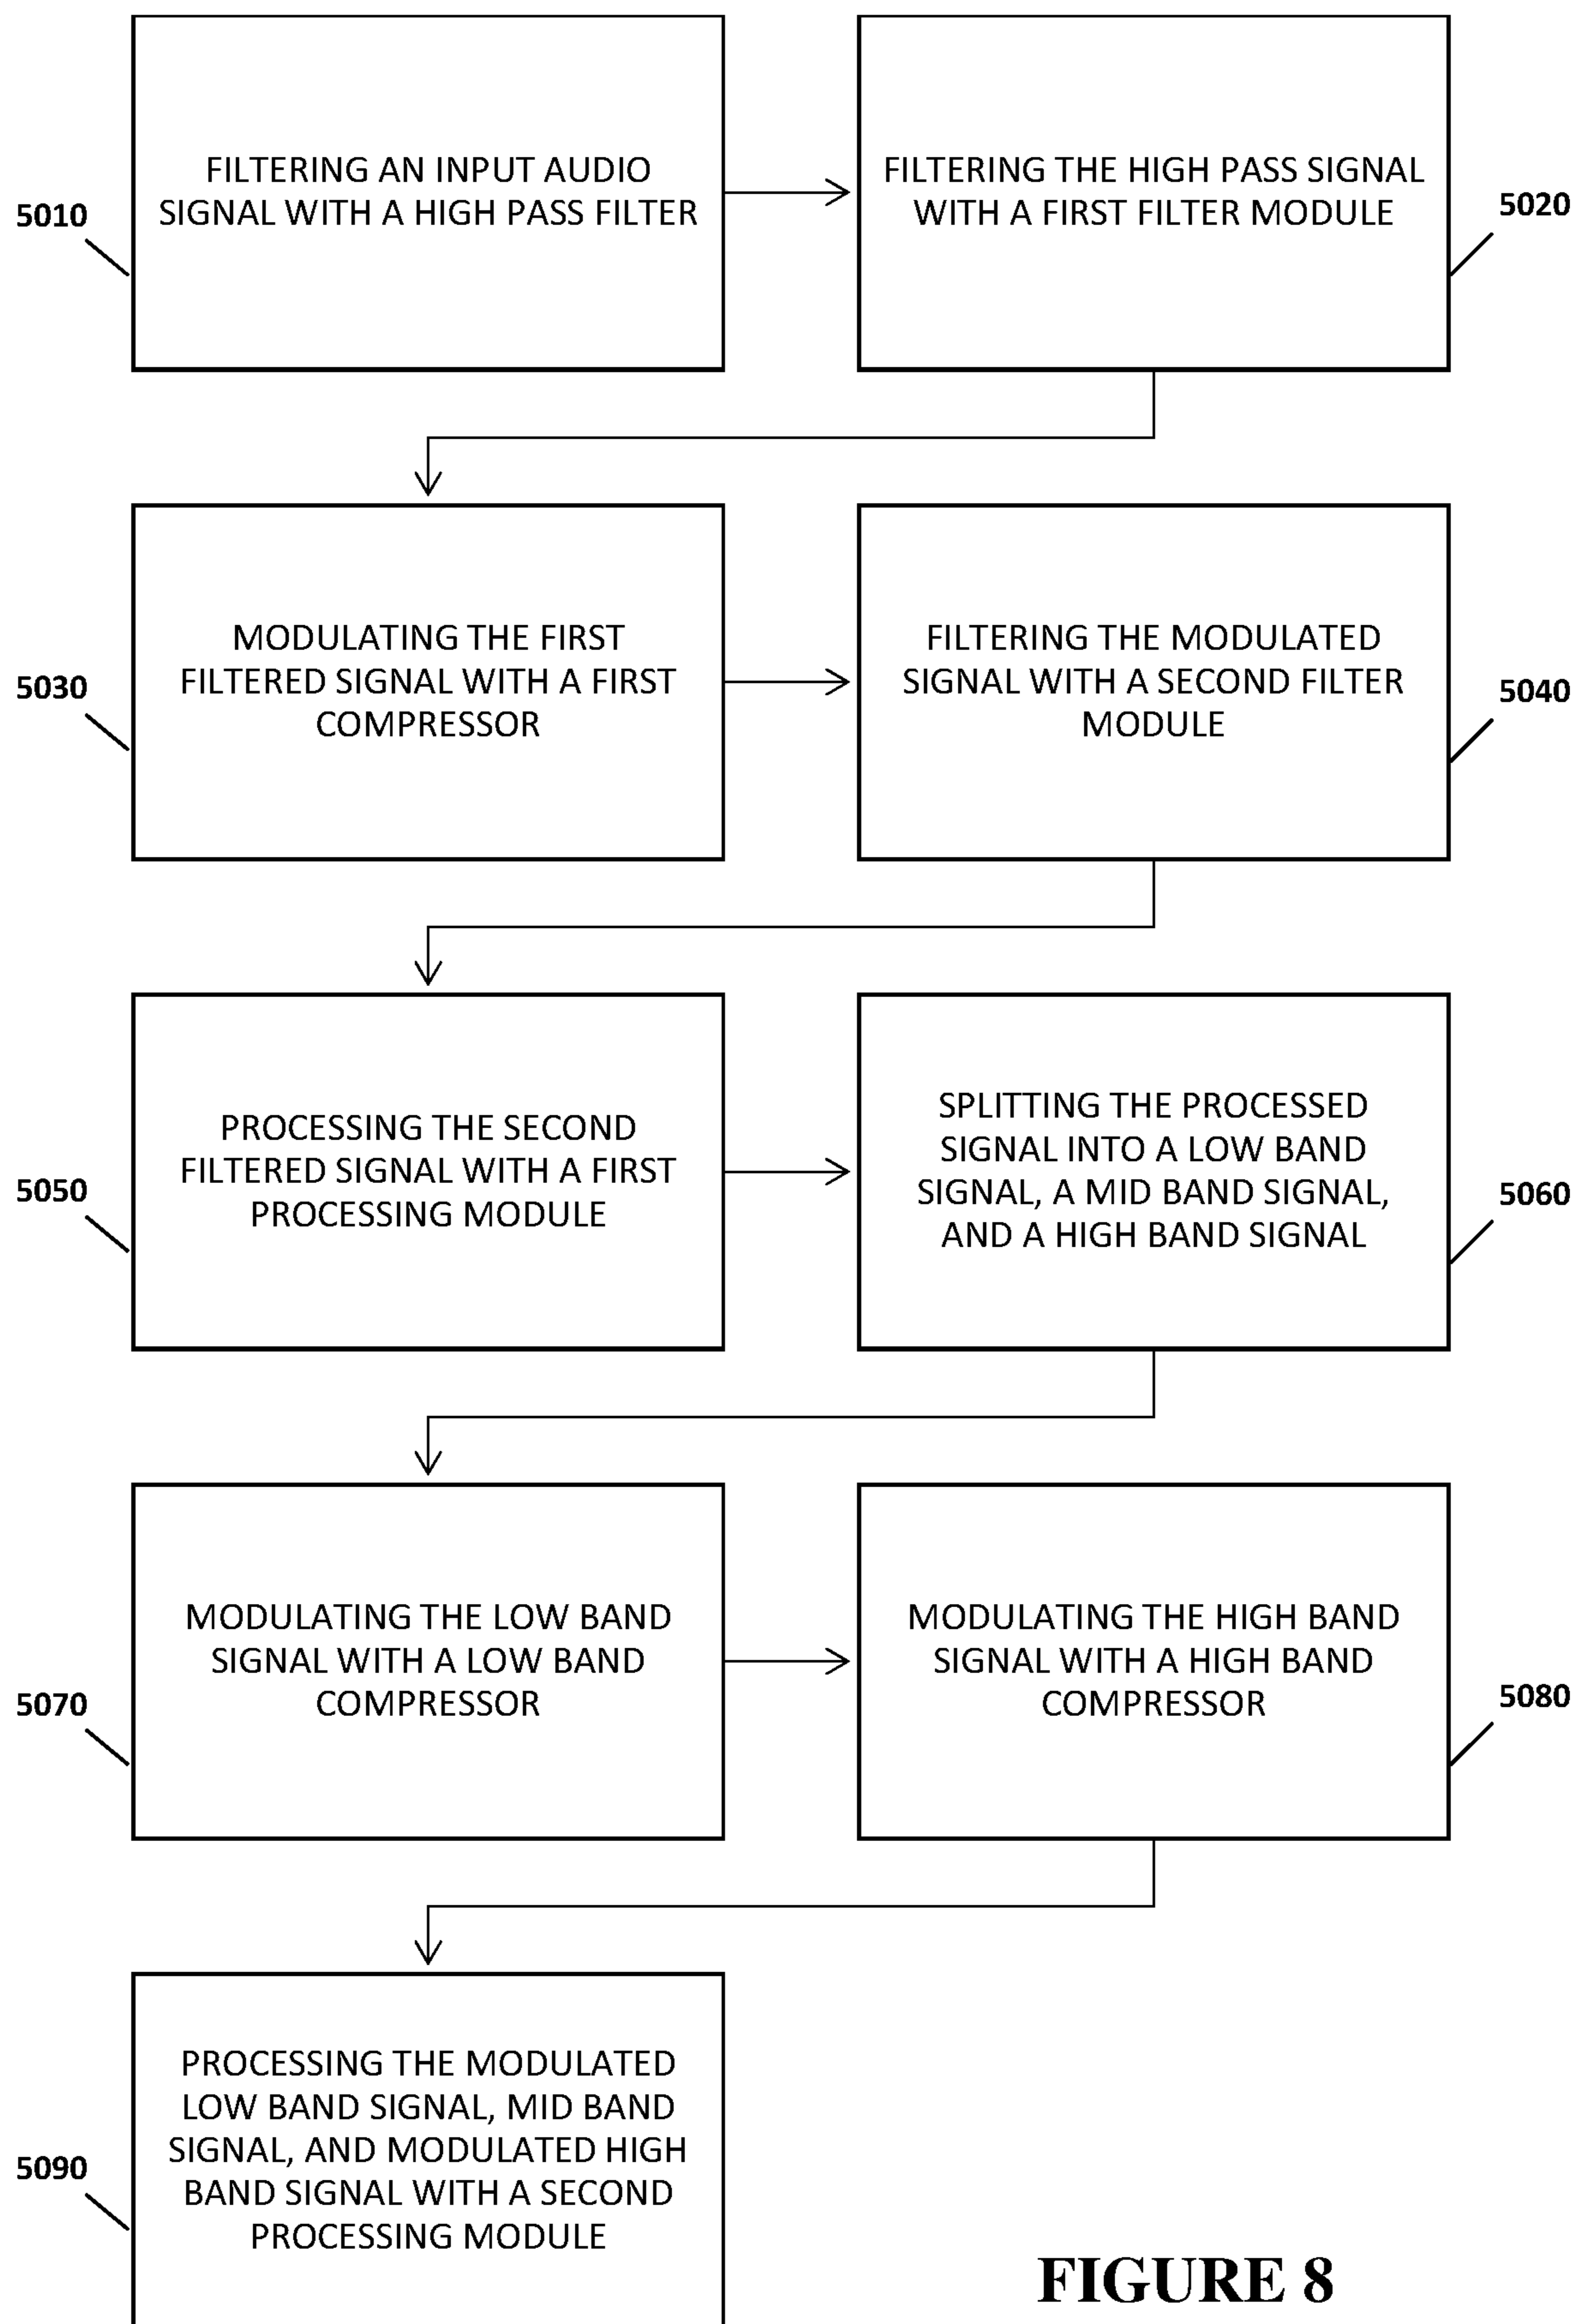 FILTERING AN INPUT AUDIO
SIGNAL WITH A HIGH PASS FILTER
5010
FILTERING THE HIGH PASS SIGNAL
WITH A FIRST FILTER MODULE
5020
MODULATING THE FIRST
FILTERED SIGNAL WITH A FIRST
COMPRESSOR
5030
FILTERING THE MODULATED
SIGNAL WITH A SECOND FILTER
MODULE
5040
PROCESSING THE SECOND
FILTERED SIGNAL WITH A FIRST
PROCESSING MODULE
5050
SPLITTING THE PROCESSED
SIGNAL INTO A LOW BAND
SIGNAL, A MID BAND SIGNAL,
AND A HIGH BAND SIGNAL
5060
MODULATING THE LOW BAND
SIGNAL WITH A LOW BAND
COMPRESSOR
5070
MODULATING THE HIGH BAND
SIGNAL WITH A HIGH BAND
COMPRESSOR
5080
PROCESSING THE MODULATED
LOW BAND SIGNAL, MID BAND
SIGNAL, AND MODULATED HIGH
BAND SIGNAL WITH A SECOND
PROCESSING MODULE
5090
FIGURE 8